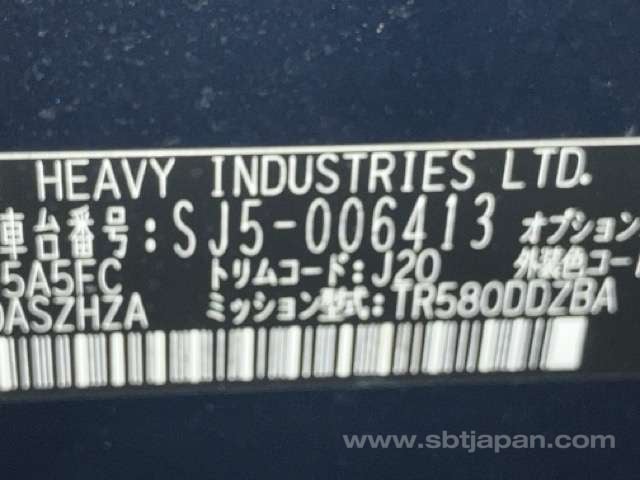 HEAVY INDUSTRIES LTD.
車台番号:SJ5-006413 オプション
5A5FC トリムコード:J20 外装色コー
ASZHZA ミッション型式:TR580DDZBA
www.sbtjapan.com